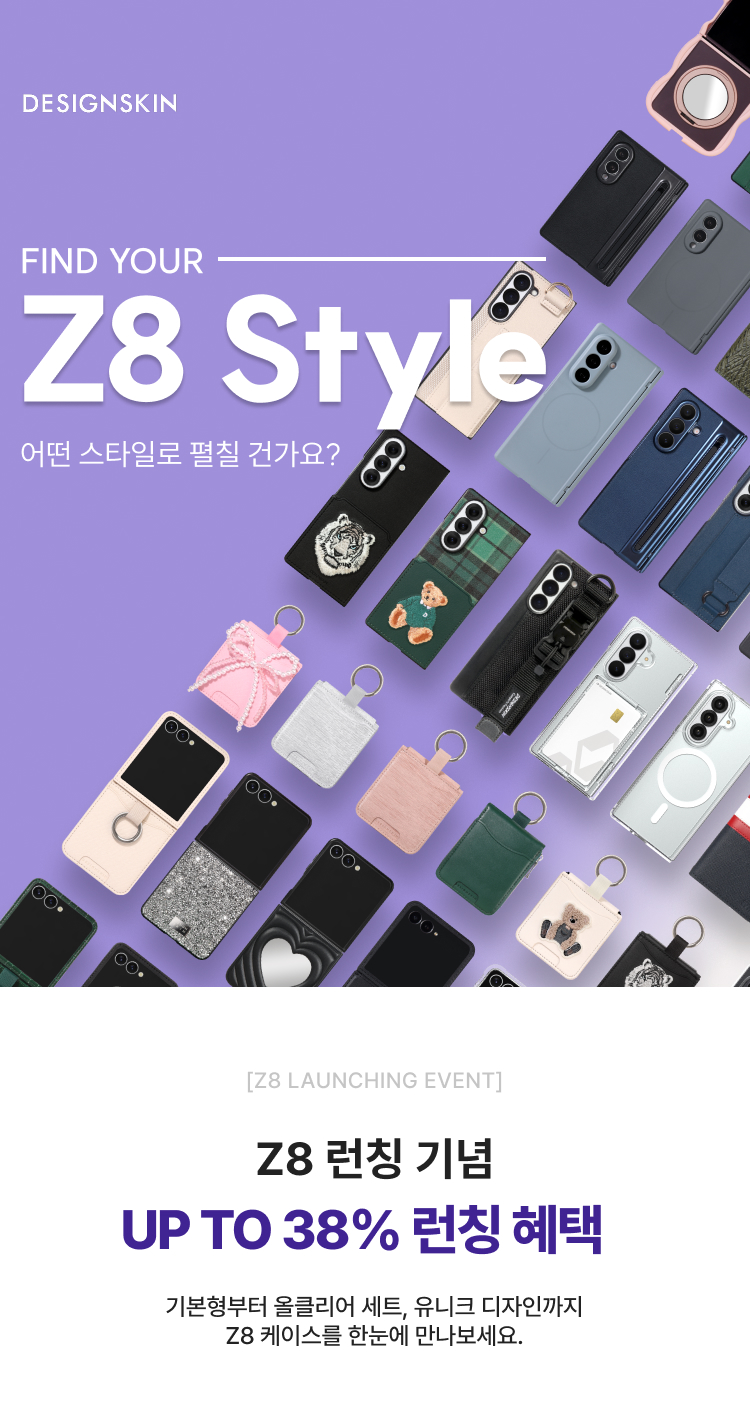 DESIGNSKIN
FIND YOUR
Z8 Style
어떤 스타일로 펼칠 건가요?
[Z8 LAUNCHING EVENT]
Z8 런칭 기념
UP TO 38% 런칭 혜택
기본형부터 올클리어 세트, 유니크 디자인까지
Z8 케이스를 한눈에 만나보세요.